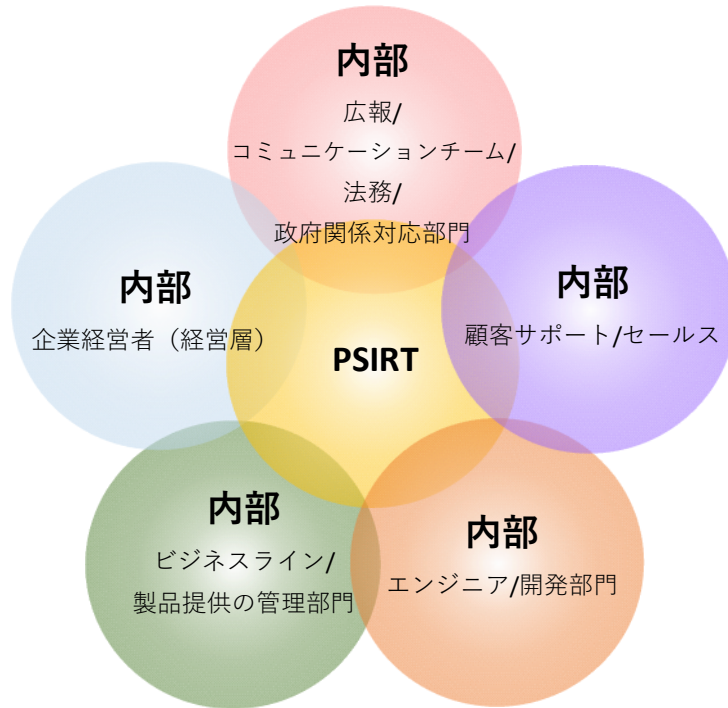 内部
広報/
コミュニケーションチーム/
法務/
政府関係対応部門
内部
企業経営者（経営層）
内部
顧客サポート/セールス
PSIRT
内部
ビジネスライン/
製品提供の管理部門
内部
エンジニア/開発部門